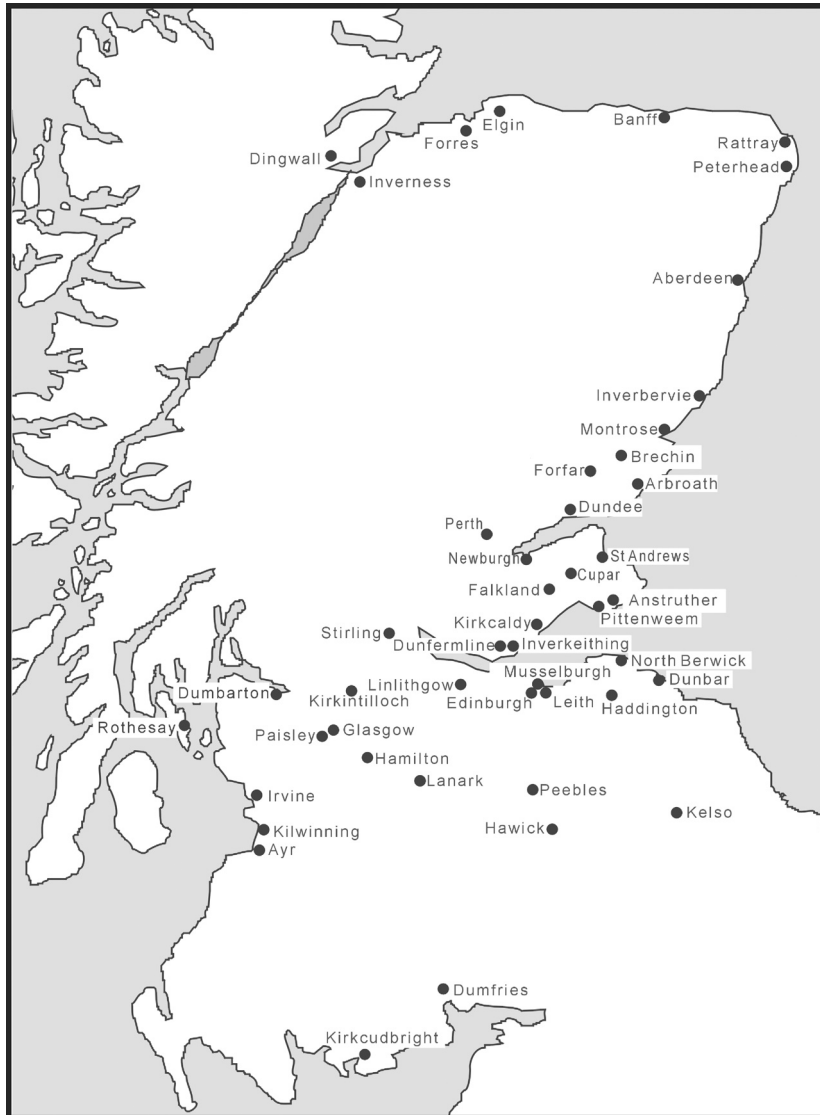 Elgin
Banff
Forres
Rattray
Dingwall
Peterhead
Inverness
Aberdeen
Inverbervie
Montrose
Brechin
Forfar
Arbroath
Dundee
Perth
Newburgh
St Andrews
Cupar
Falkland
Anstruther
Pittenweem
Kirkcaldy
Stirling
Dunfermline
Inverkeithing
North Berwick
Musselburgh
Dunbar
Linlithgow
Dumbarton
Kirkintilloch
Edinburgh
Leith
Haddington
Rothesay
Paisley
Glasgow
Hamilton
Lanark
Peebles
Irvine
Kelso
Kilwinning
Hawick
Ayr
Dumfries
Kirkcudbright